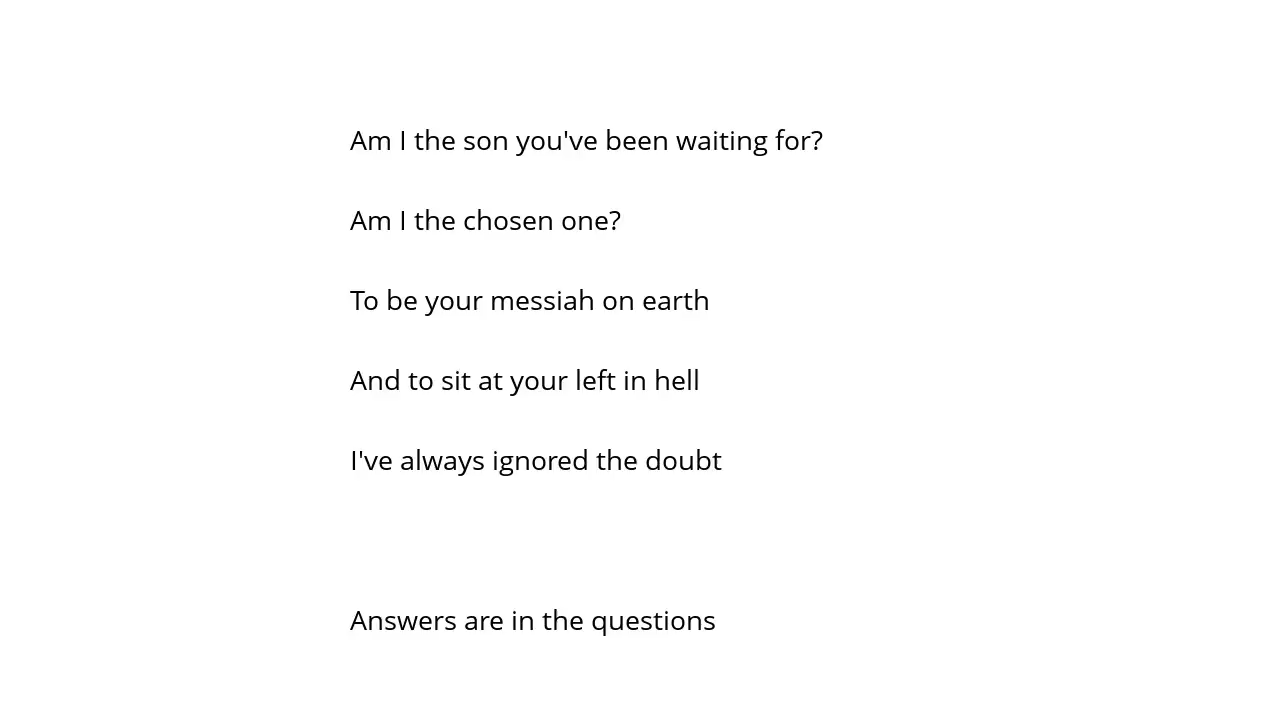 Am I the son you've been waiting for?
Am I the chosen one?
To be your messiah on earth
And to sit at your left in hell
I've always ignored the doubt
Answers are in the questions